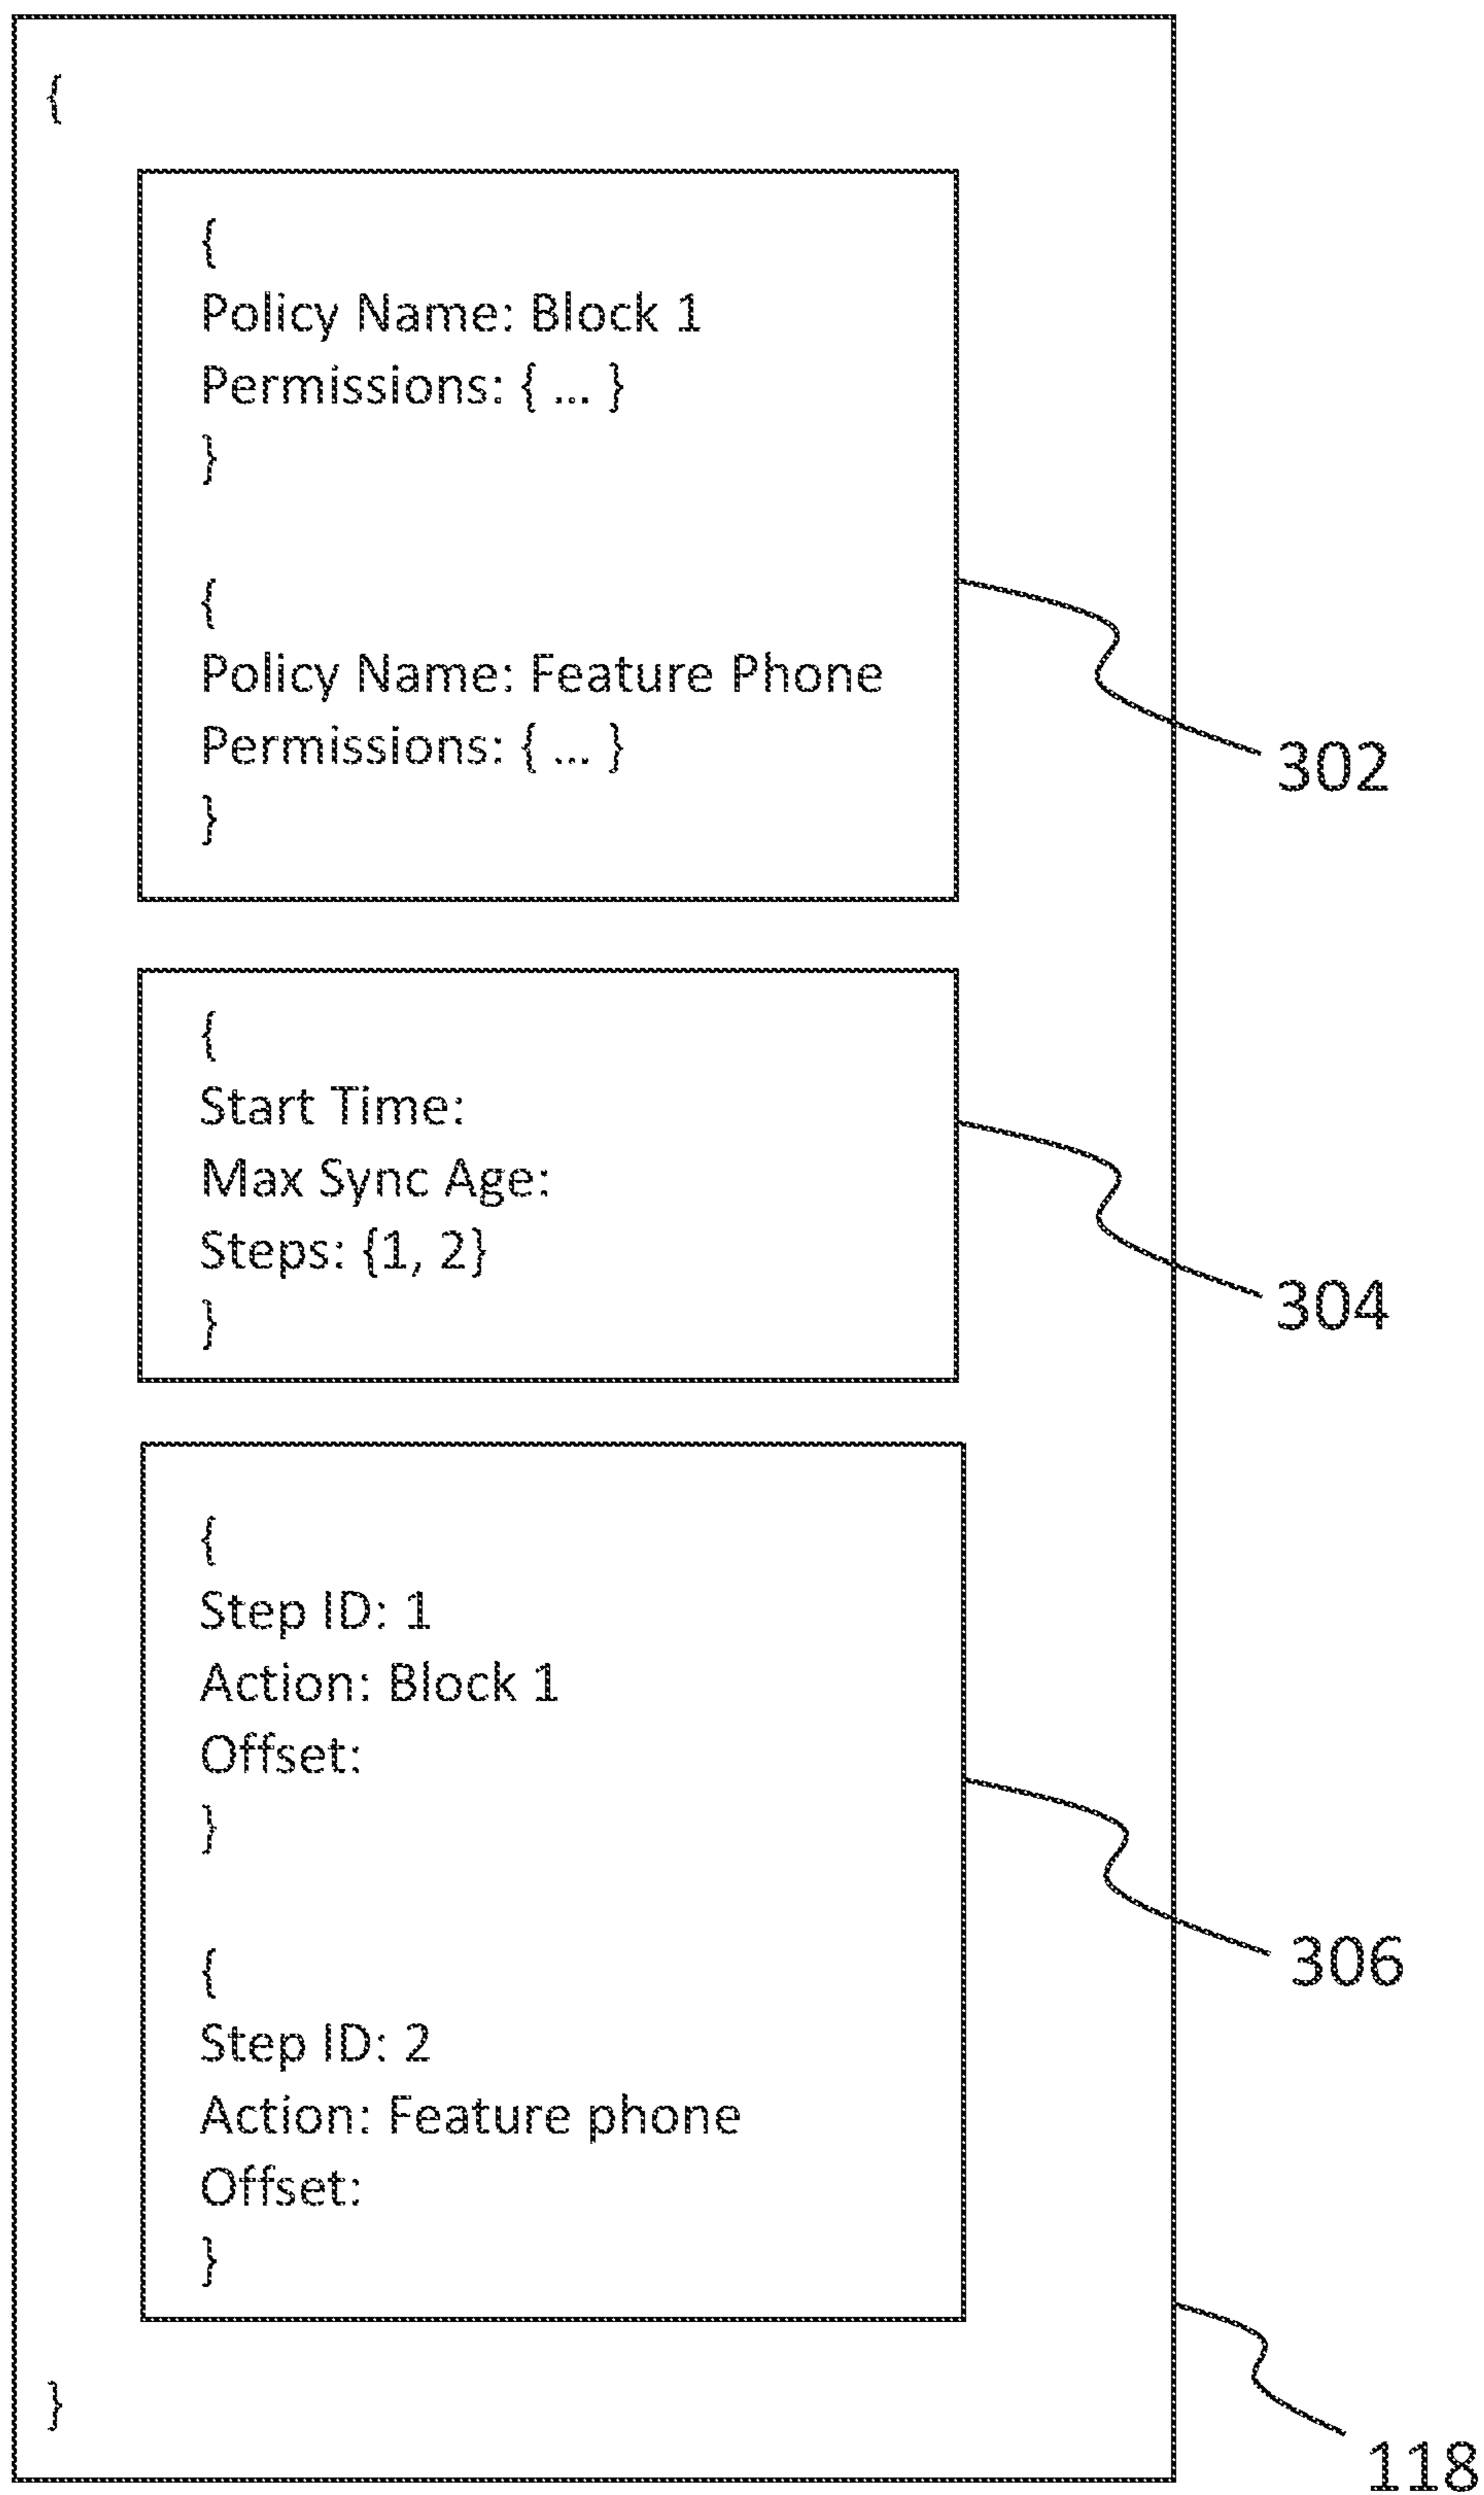 {
{
Policy Name: Block 1
Permissions: { ... }
}
{
Policy Name: Feature Phone
Permissions: { ... }
}
302
{
Start Time:
Max Sync Age:
Steps: {1, 2}
}
304
{
Step ID: 1
Action: Block 1
Offset:
}
{
Step ID: 2
Action: Feature phone
Offset:
}
306
}
118